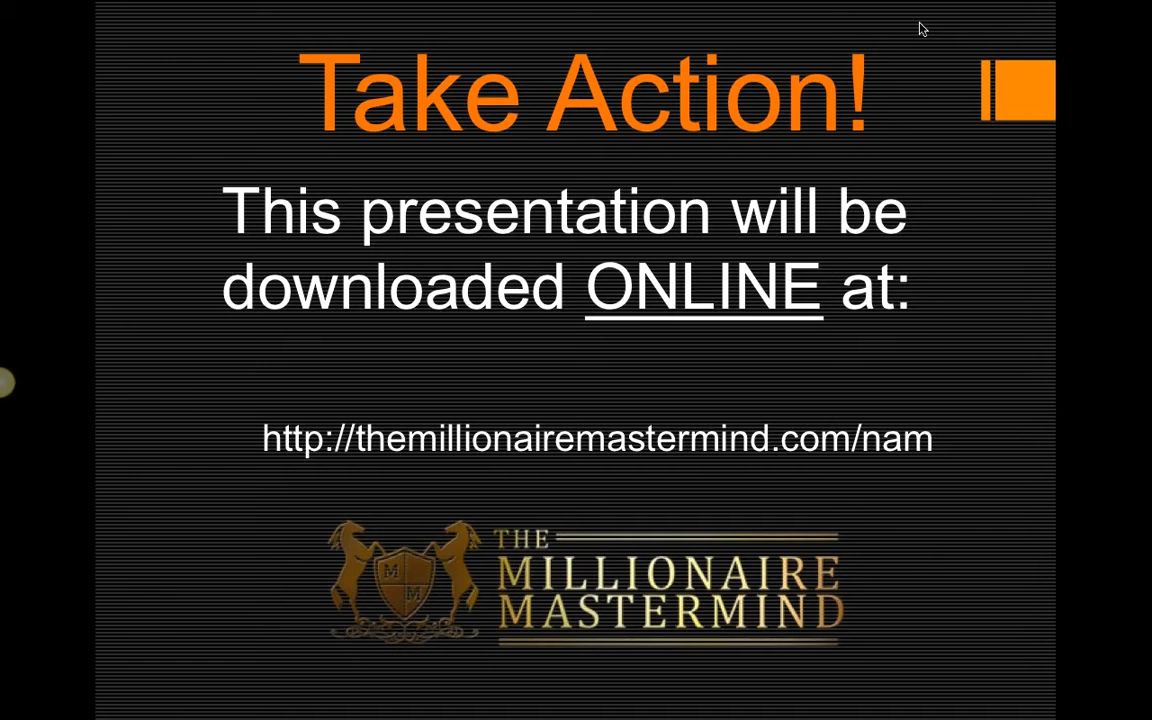 Take Action!
This presentation will be
downloaded ONLINE at:
http://themillionairemastermind.com/nam
M
M
THE
MILLIONAIRE
MASTERMIND